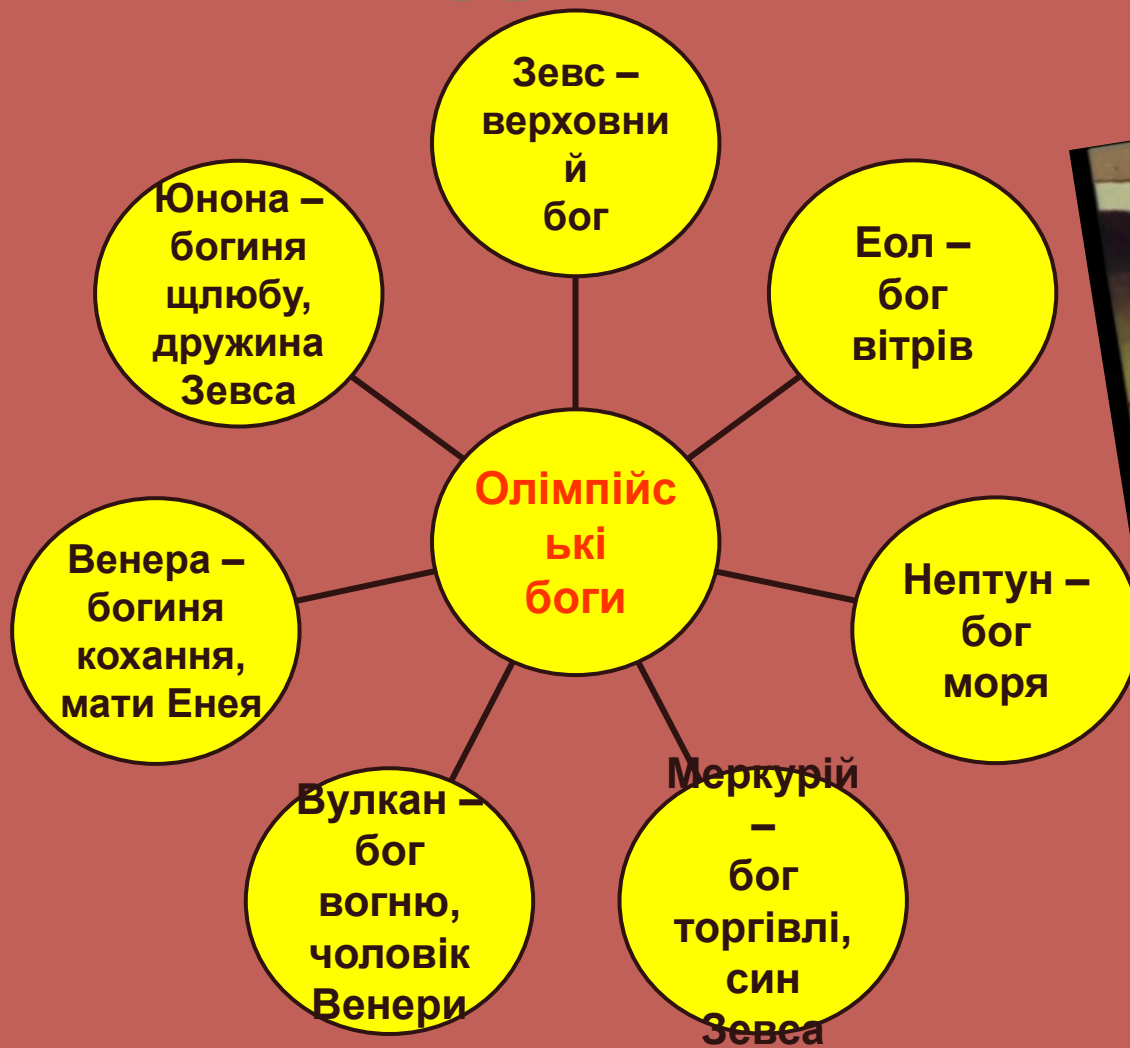 Зевс –
верховни
й
бог
Юнона –
богиня
щлюбу,
дружина
Зевса
Еол –
бог
вітрів
Олімпійс
ькі
боги
Венера –
богиня
кохання,
мати Енея
Нептун –
бог
моря
Вулкан –
бог
вогню,
чоловік
Венери
Меркурій
–
бог
торгівлі,
син
Зевса